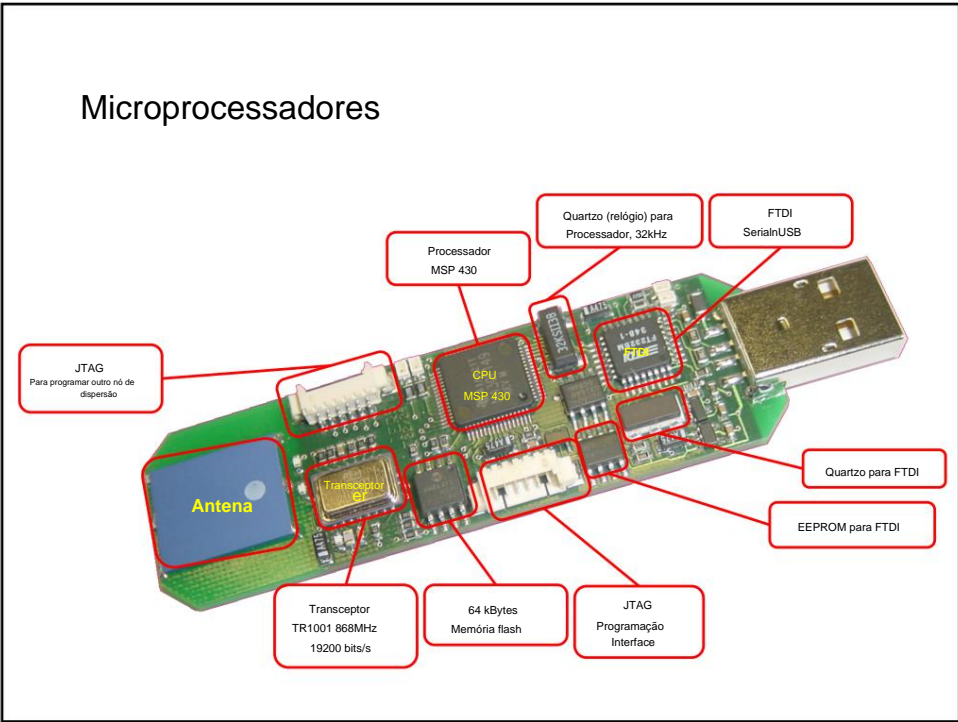 Microprocessadores
Quartzo (relógio) para
Processador, 32kHz
FTDI
SerialnUSB
Processador
MSP 430
JTAG
Para programar outro nó de
dispersão
CPU
MSP 430
FTDI
32KSIT38
Antena
Transceptor
er
Quartzo para FTDI
EEPROM para FTDI
Transceptor
TR1001 868MHz
19200 bits/s
64 kBytes
Memória flash
JTAG
Programação
Interface